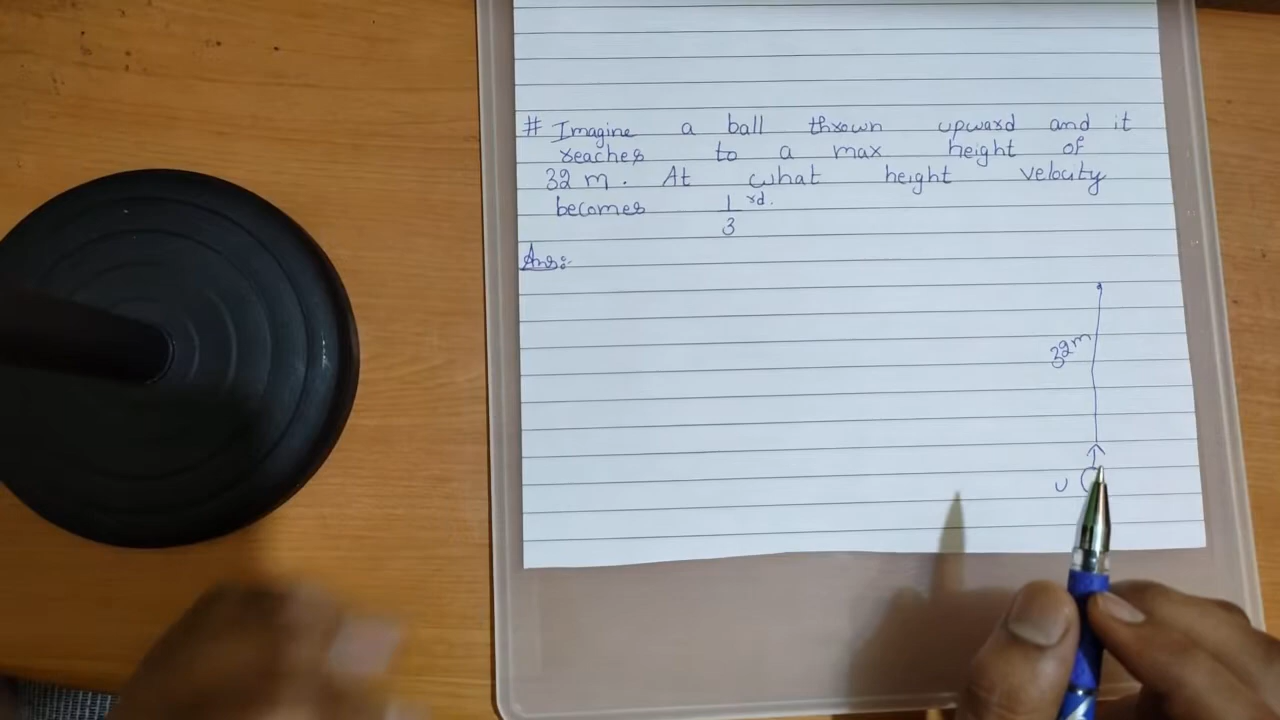 # Imagine a ball thrown upward and it
reaches to a max height of
32 m. At what height velocity
becomes 1/3 rd.
Ans:-
32m
u